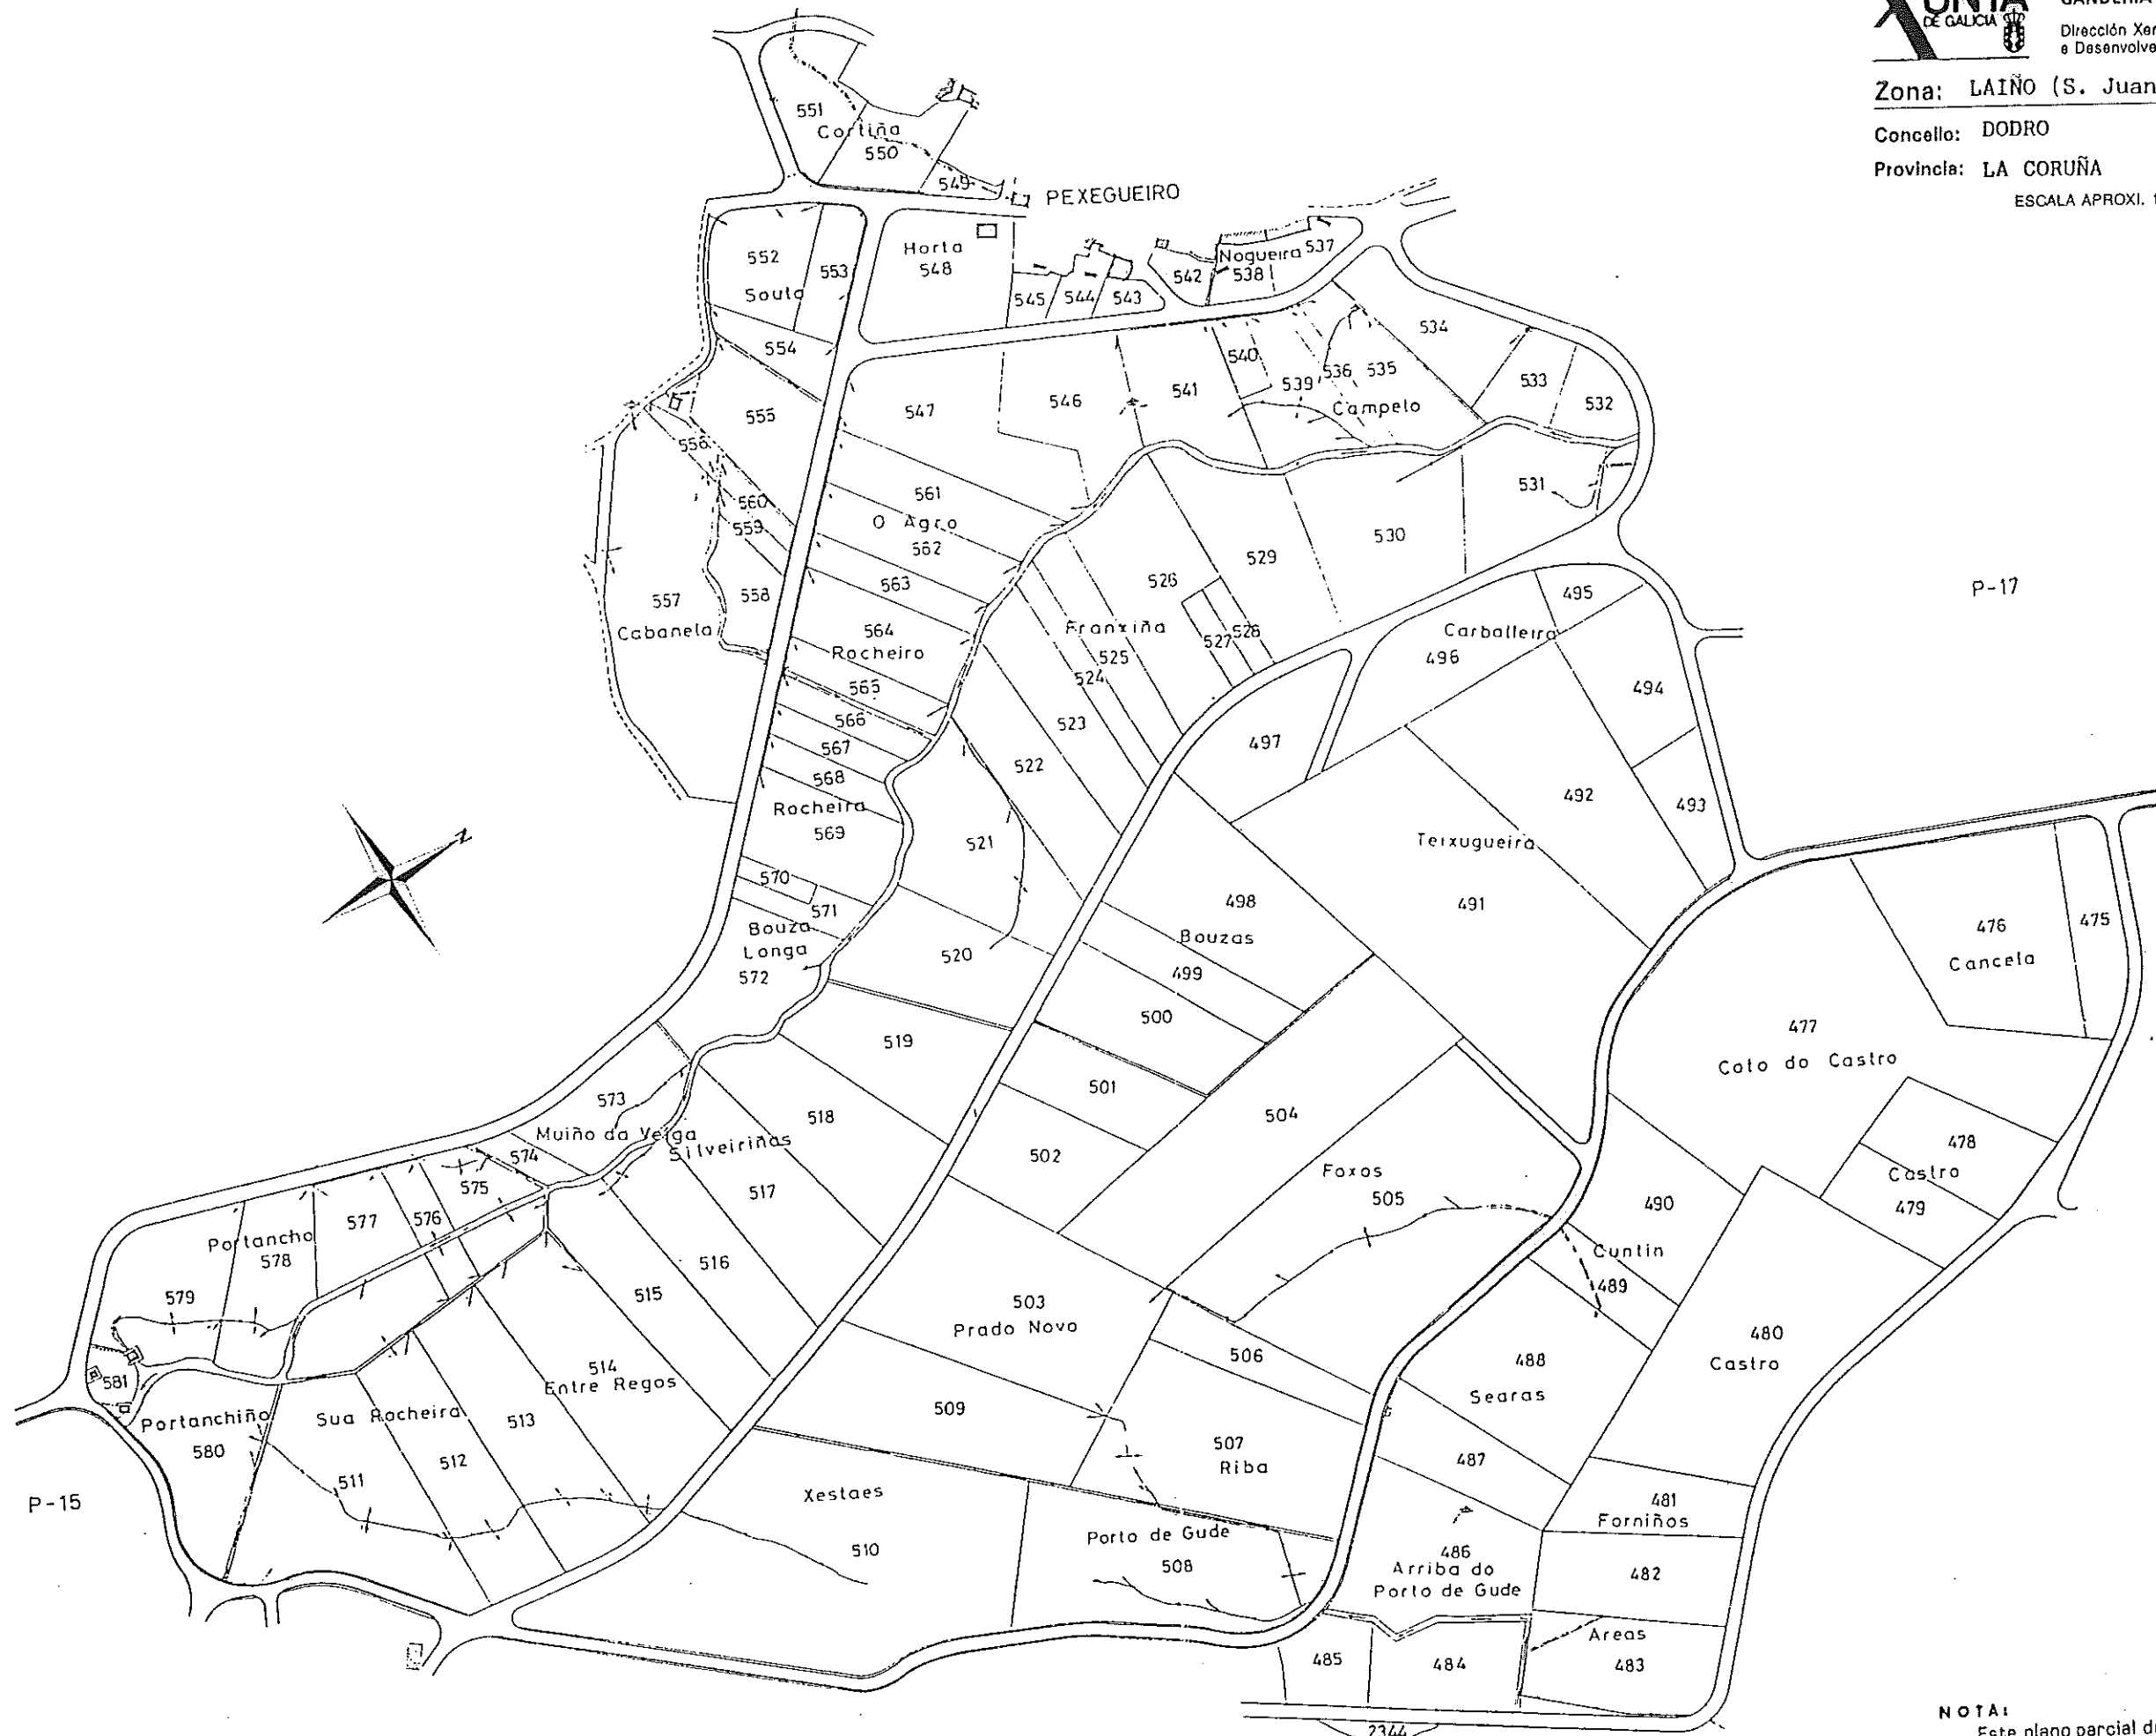 XUNTA
DE GALICIA
Dirección Xer
e Desenvolve
Zona: LAIÑO (S. Juan
Concello: DODRO
Provincia: LA CORUÑA
ESCALA APROXI. 1
551
Cortiña
550
549
PEXEGUEIRO
552
553
Souto
Horta
548
545
544
543
542
Nogueira
537
538
554
534
540
541
539
536
535
533
532
Campelo
555
547
546
556
561
531
O Agro
562
560
559
530
529
563
526
558
557
Cabanela
495
P-17
564
Rocheiro
Franxiña
527
528
Carballeira
496
525
524
565
494
566
523
497
567
522
568
492
493
Rocheira
569
521
Teixugueira
491
570
571
498
Bouza
Longa
572
Bouzas
499
520
476
475
Cancela
500
477
Coto do Castro
519
501
504
573
518
Muiño da Veiga
Silveiriñas
574
502
478
Castro
479
575
517
Foxos
505
490
576
577
Portancho
578
516
Cuntin
489
515
579
503
Prado Novo
480
Castro
506
488
Searas
514
Entre Regos
581
509
Portanchiño
580
Sua Rocheira
513
512
507
Riba
487
511
P-15
Xestaes
481
Forniños
510
Porto de Gude
508
486
Arriba do
Porto de Gude
482
Areas
483
485
484
2344
NOTA:
Este plano parcial d